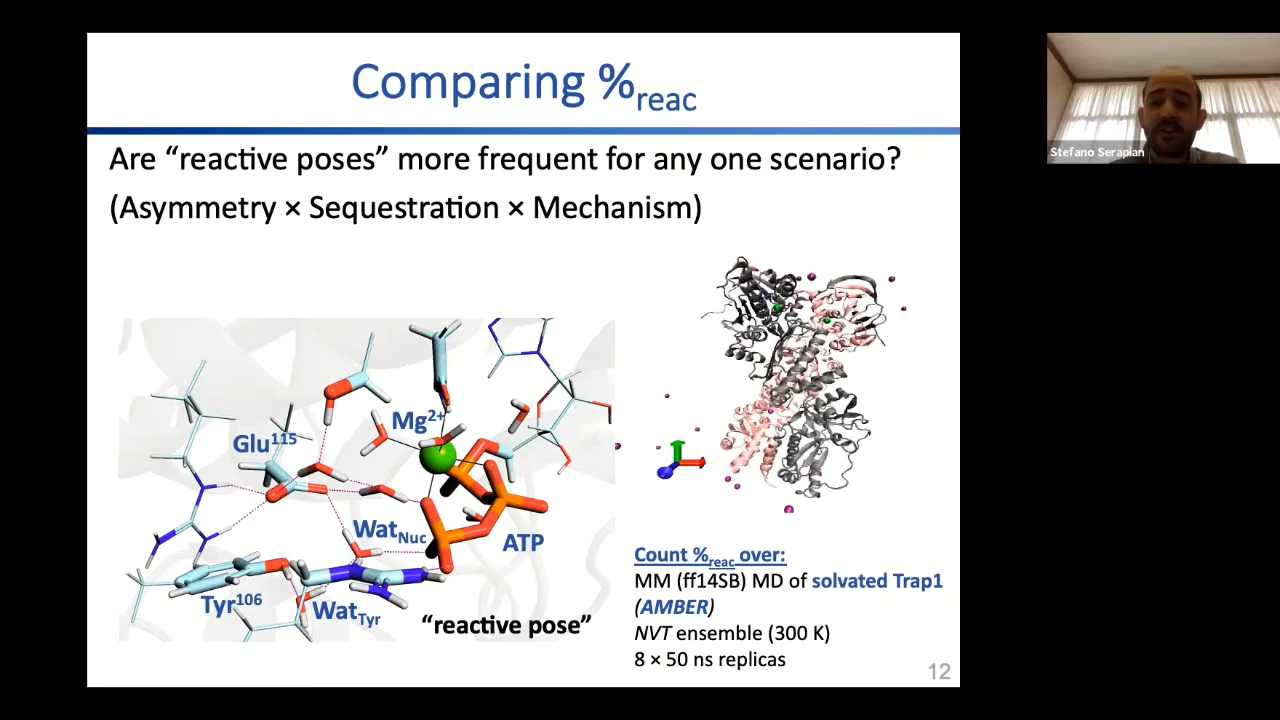 Comparing %reac
Are “reactive poses” more frequent for any one scenario?
(Asymmetry × Sequestration × Mechanism)
Mg2+
Glu115
WatNuc
ATP
Tyr106
WatTyr
“reactive pose”
Count %reac over:
MM (ff14SB) MD of solvated Trap1
(AMBER)
NVT ensemble (300 K)
8 × 50 ns replicas
12
Stefano Serapian